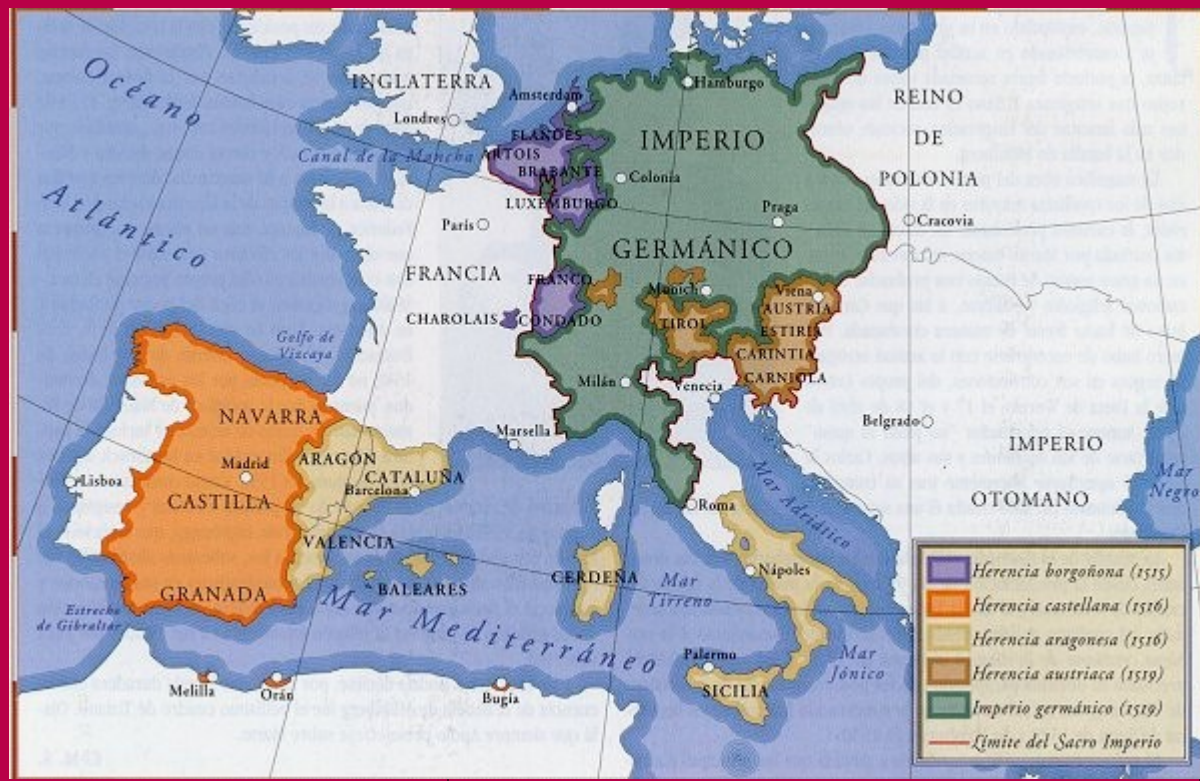 Océano
Atlántico
INGLATERRA
Londres
Canal de la Mancha
Amsterdam
FLANDES
ARTOIS
BRABANTE
LUXEMBURGO
Hamburgo
IMPERIO
GERMÁNICO
Colonia
Praga
REINO
DE
POLONIA
Cracovia
París
FRANCIA
CHAROLAIS
FRANCO
CONDADO
Munich
TIROL
Viena
AUSTRIA
ESTIRIA
CARINTIA
CARNIOLA
Milán
Venecia
Golfo de
Vizcaya
Marsella
Belgrado
IMPERIO
OTOMANO
Mar
Negro
NAVARRA
Madrid
CASTILLA
GRANADA
Lisboa
ARAGÓN
CATALUÑA
Barcelona
VALENCIA
BALEARES
Estrecho
de Gibraltar
Mar Mediterráneo
CERDEÑA
Mar
Tirreno
Roma
Mar Adriático
Nápoles
Palermo
SICILIA
Mar
Jónico
Melilla
Orán
Bugía
Herencia borgoñona (1515)
Herencia castellana (1516)
Herencia aragonesa (1516)
Herencia austriaca (1519)
Imperio germánico (1519)
Límite del Sacro Imperio